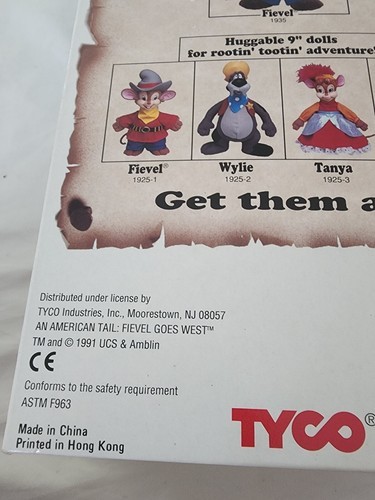 Fievel
1935
Huggable 9" dolls
for rootin' tootin' adventure
Fievel®
1925-1
Wylie
1925-2
Tanya
1925-3
Get them a
Distributed under license by
TYCO Industries, Inc., Moorestown, NJ 08057
AN AMERICAN TAIL: FIEVEL GOES WEST™
TM and © 1991 UCS & Amblin
CE
Conforms to the safety requirement
ASTM F963
Made in China
Printed in Hong Kong
TYCO®